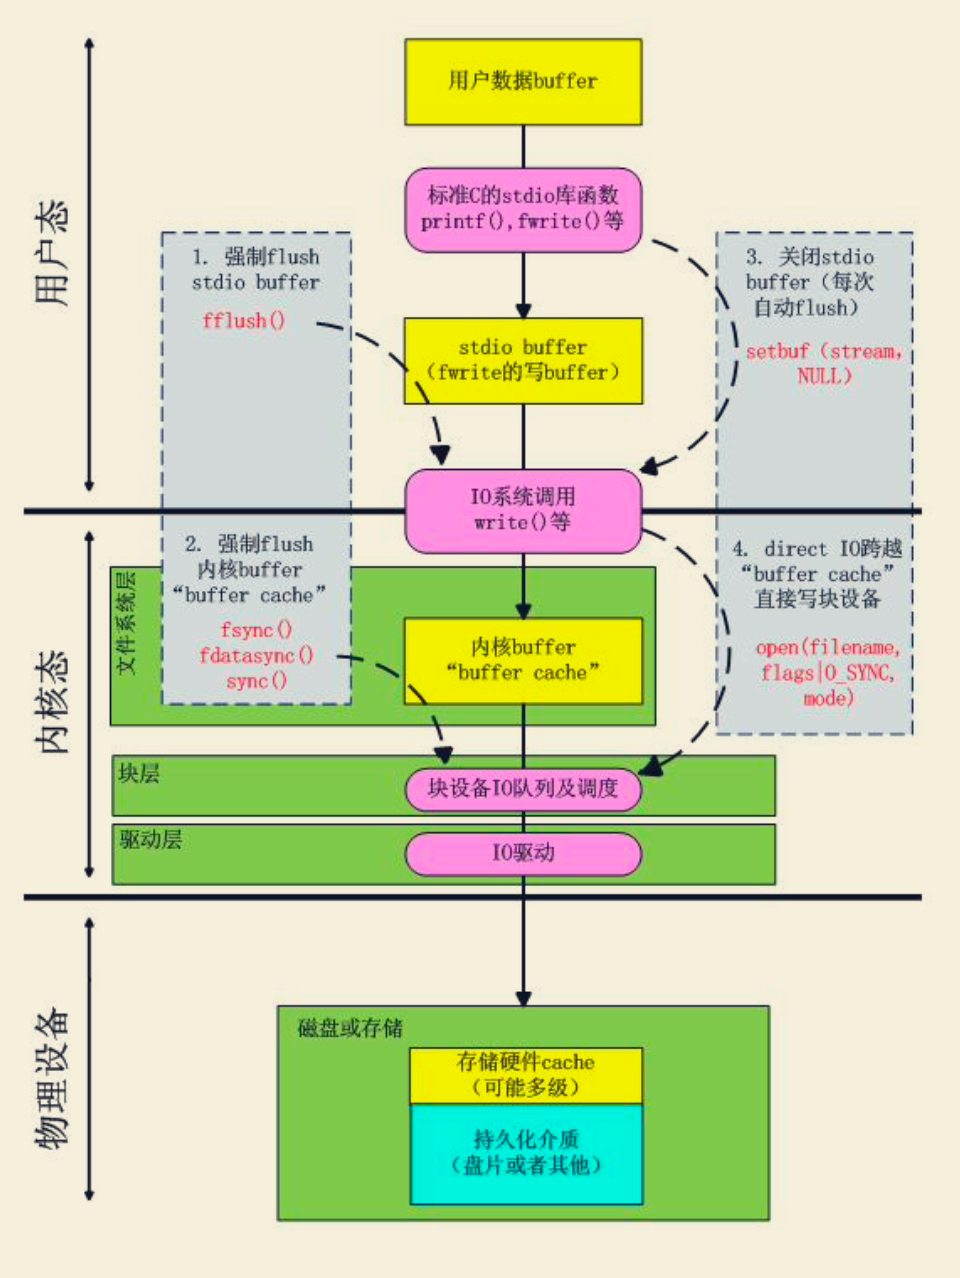 用户态
用户数据buffer
标准C的stdio库函数
printf(),fwrite()等
1. 强制flush
stdio buffer
fflush()
3. 关闭stdio
buffer（每次
自动flush）
setbuf（stream,
NULL）
stdio buffer
（fwrite的写buffer）
IO系统调用
write()等
内核态
2. 强制flush
内核buffer
“buffer cache”
fsync()
fdatasync()
sync()
4. direct IO跨越
“buffer cache”
直接写块设备
open(filename,
flags|O_SYNC,
mode)
文件系统层
内核buffer
“buffer cache”
块层
块设备IO队列及调度
驱动层
IO驱动
物理设备
磁盘或存储
存储硬件cache
（可能多级）
持久化介质
（盘片或者其他）